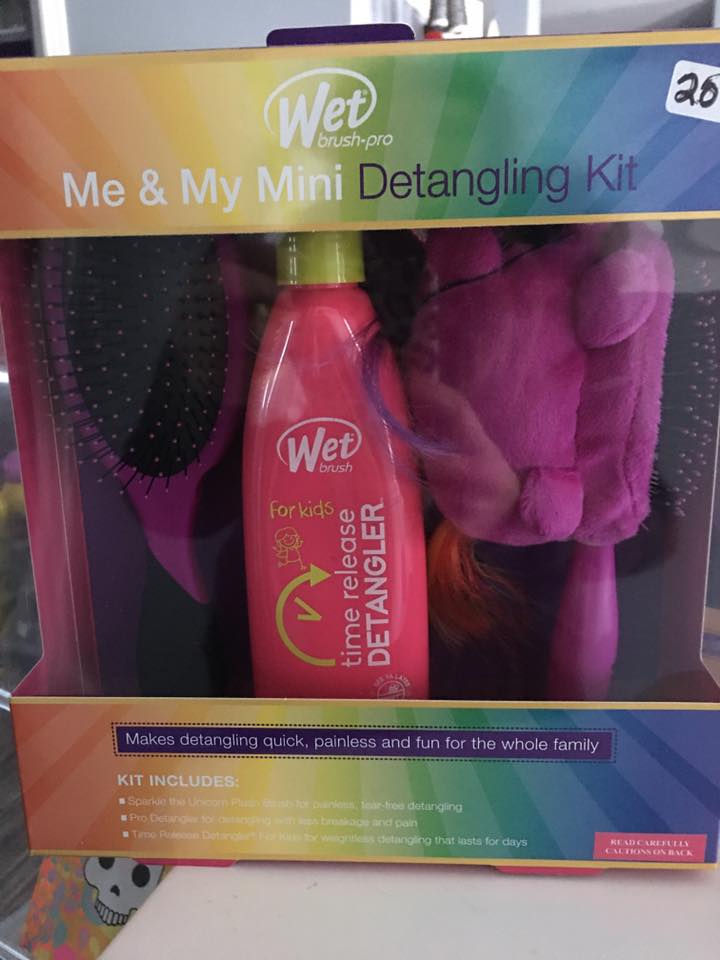 Wet
brush-pro
26
Me & My Mini Detangling Kit
Wet
brush
For kids
time release
DETANGLER
Makes detangling quick, painless and fun for the whole family
KIT INCLUDES:
Sparkle the Unicorn Plush Brush for painless, tear-free detangling
Pro Detangler for detangling with less breakage and pain
Time Release Detangler™ For Kids for weightless detangling that lasts for days
READ CAREFULLY
CAUTIONS ON BACK